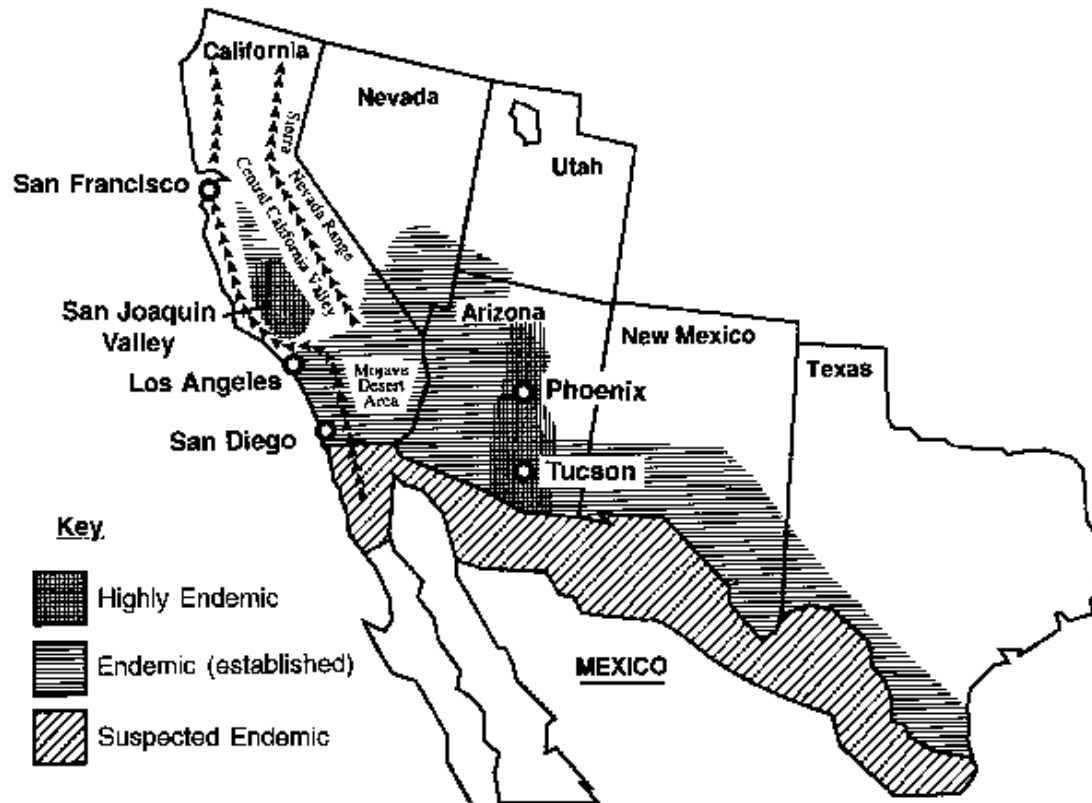 California
Nevada
Utah
Sierra
Nevada Range
Central California Valley
San Francisco
San Joaquin
Valley
Arizona
New Mexico
Texas
Los Angeles
Mojave
Desert
Area
Phoenix
San Diego
Tucson
Key
Highly Endemic
Endemic (established)
Suspected Endemic
MEXICO